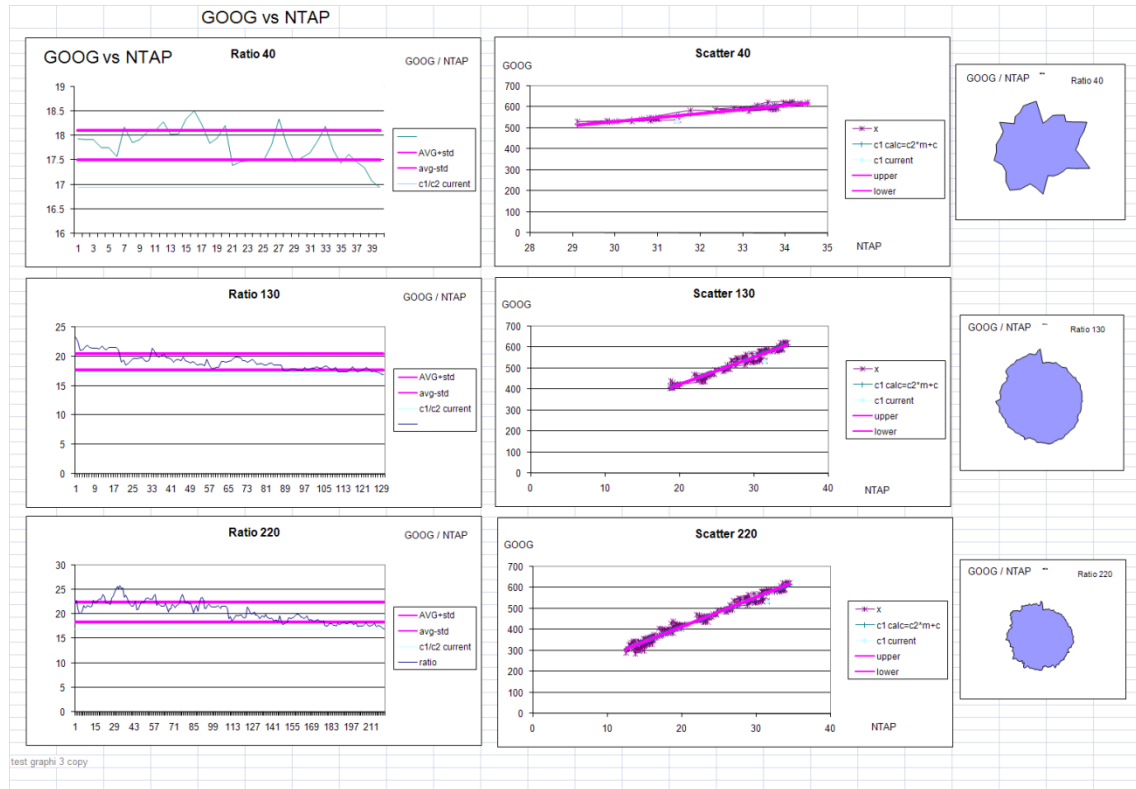 GOOG vs NTAP
GOOG vs NTAP
Ratio 40
GOOG / NTAP
19
18.5
18
17.5
17
16.5
16
1 3 5 7 9 11 13 15 17 19 21 23 25 27 29 31 33 35 37 39
AVG+std
avg-std
c1/c2 current
Scatter 40
GOOG
700
600
500
400
300
200
100
0
28 29 30 31 32 33 34 35
NTAP
x
c1 calc=c2*m+c
c1 current
upper
lower
GOOG / NTAP
Ratio 40
Ratio 130
GOOG / NTAP
25
20
15
10
5
0
1 9 17 25 33 41 49 57 65 73 81 89 97 105 113 121 129
AVG+std
avg-std
c1/c2 current
Scatter 130
GOOG
700
600
500
400
300
200
100
0
0 10 20 30 40
NTAP
x
c1 calc=c2*m+c
c1 current
upper
lower
GOOG / NTAP
Ratio 130
Ratio 220
GOOG / NTAP
30
25
20
15
10
5
0
1 15 29 43 57 71 85 99 113 127 141 155 169 183 197 211
AVG+std
avg-std
c1/c2 current
ratio
Scatter 220
GOOG
700
600
500
400
300
200
100
0
0 10 20 30 40
NTAP
x
c1 calc=c2*m+c
c1 current
upper
lower
GOOG / NTAP
Ratio 220
test graphi 3 copy